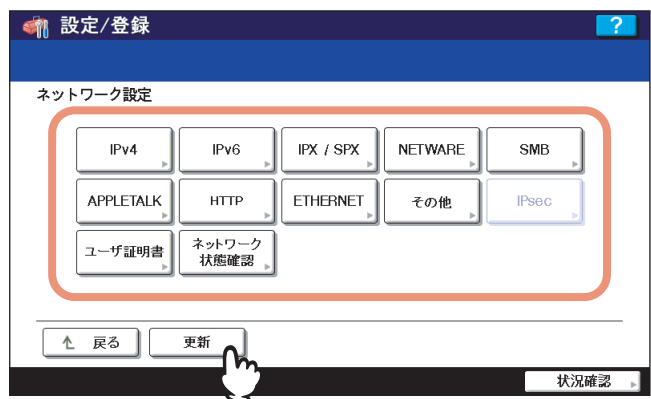 設定/登録
?
ネットワーク設定
IPv4
IPv6
IPX / SPX
NETWARE
SMB
APPLETALK
HTTP
ETHERNET
その他
IPsec
ユーザ証明書
ネットワーク
状態確認
戻る
更新
状況確認